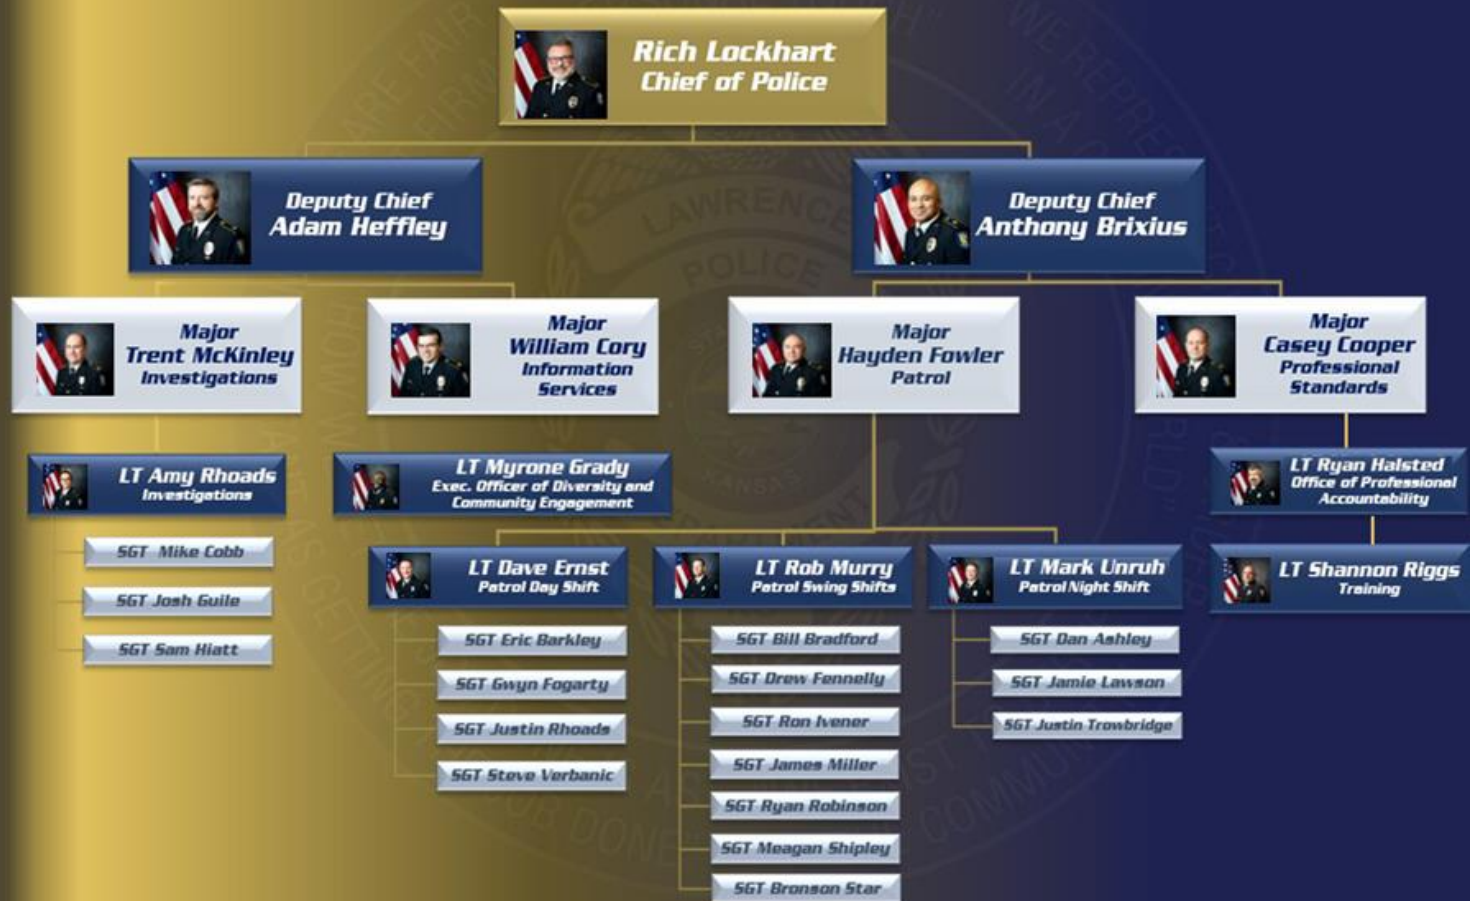 Rich Lockhart
Chief of Police
Deputy Chief
Adam Heffley
Deputy Chief
Anthony Brixius
Major
Trent McKinley
Investigations
Major
William Cory
Information
Services
Major
Hayden Fowler
Patrol
Major
Casey Cooper
Professional
Standards
LT Amy Rhoads
Investigations
LT Myrone Grady
Exec. Officer of Diversity and
Community Engagement
LT Ryan Halsted
Office of Professional
Accountability
SGT Mike Cobb
SGT Josh Guile
SGT Sam Hiatt
LT Dave Ernst
Patrol Day Shift
LT Rob Murry
Patrol Swing Shifts
LT Mark Unruh
Patrol Night Shift
LT Shannon Riggs
Training
SGT Eric Barkley
SGT Gwyn Fogarty
SGT Justin Rhoads
SGT Steve Verbanic
SGT Bill Bradford
SGT Drew Fennelly
SGT Ron Ivener
SGT James Miller
SGT Ryan Robinson
SGT Meagan Shipley
SGT Bronson Star
SGT Dan Ashley
SGT Jamie Lawson
SGT Justin Trowbridge
LAWRENCE
POLICE
KANSAS